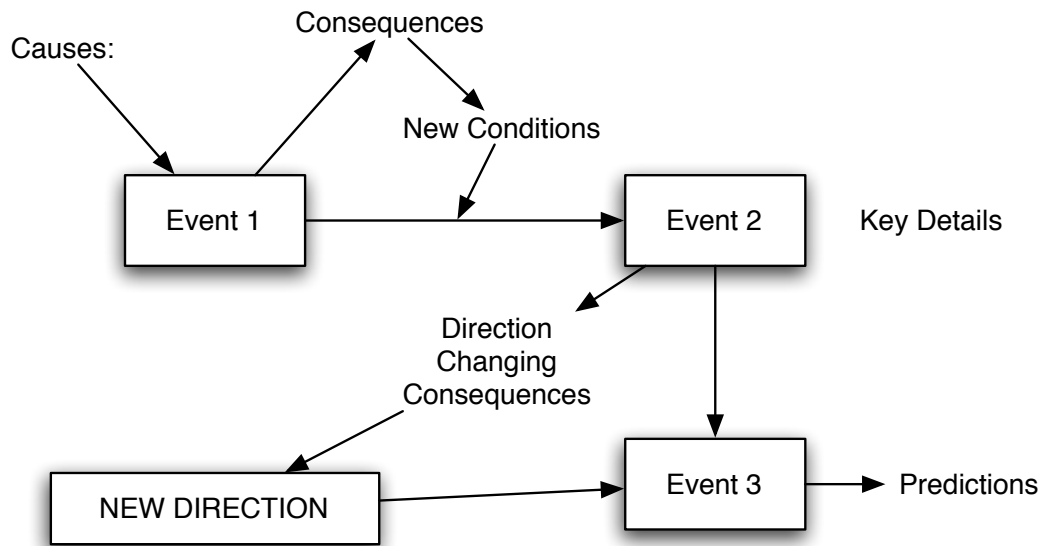 Consequences
Causes:
New Conditions
Event 1
Event 2
Key Details
Direction
Changing
Consequences
NEW DIRECTION
Event 3
Predictions